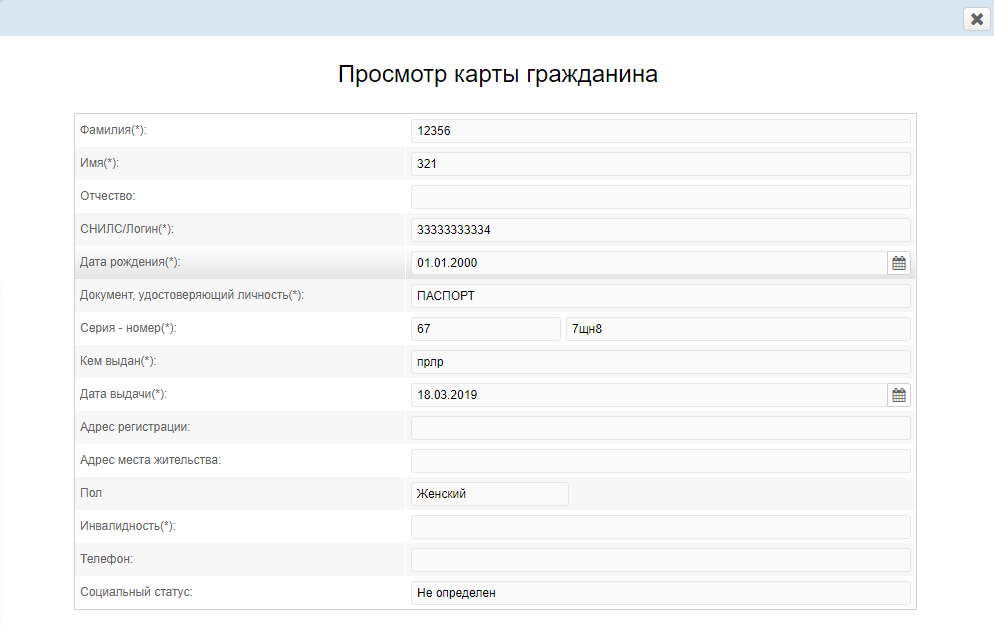 Просмотр карты гражданина
Фамилия(*): 12356
Имя(*): 321
Отчество:
СНИЛС/Логин(*): 33333333334
Дата рождения(*): 01.01.2000
Документ, удостоверяющий личность(*): ПАСПОРТ
Серия - номер(*): 67 7щн8
Кем выдан(*): прлр
Дата выдачи(*): 18.03.2019
Адрес регистрации:
Адрес места жительства:
Пол Женский
Инвалидность(*):
Телефон:
Социальный статус: Не определен